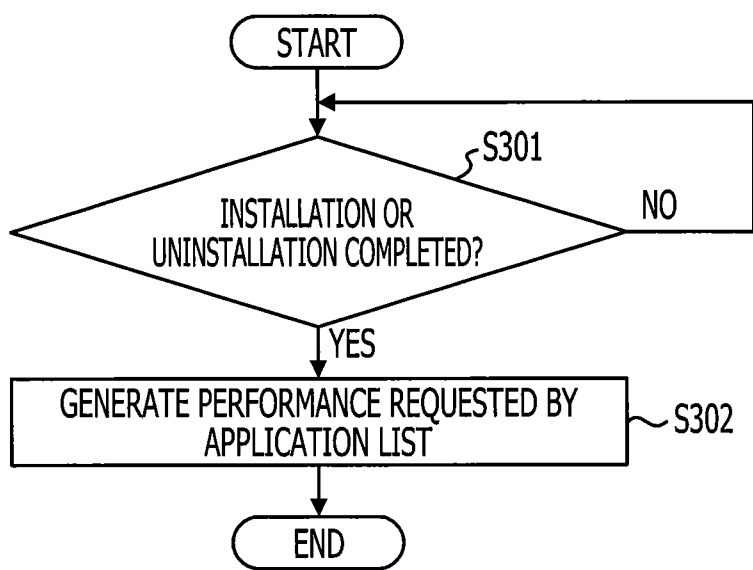 START
S301
INSTALLATION OR
UNINSTALLATION COMPLETED?
NO
YES
GENERATE PERFORMANCE REQUESTED BY
APPLICATION LIST
S302
END